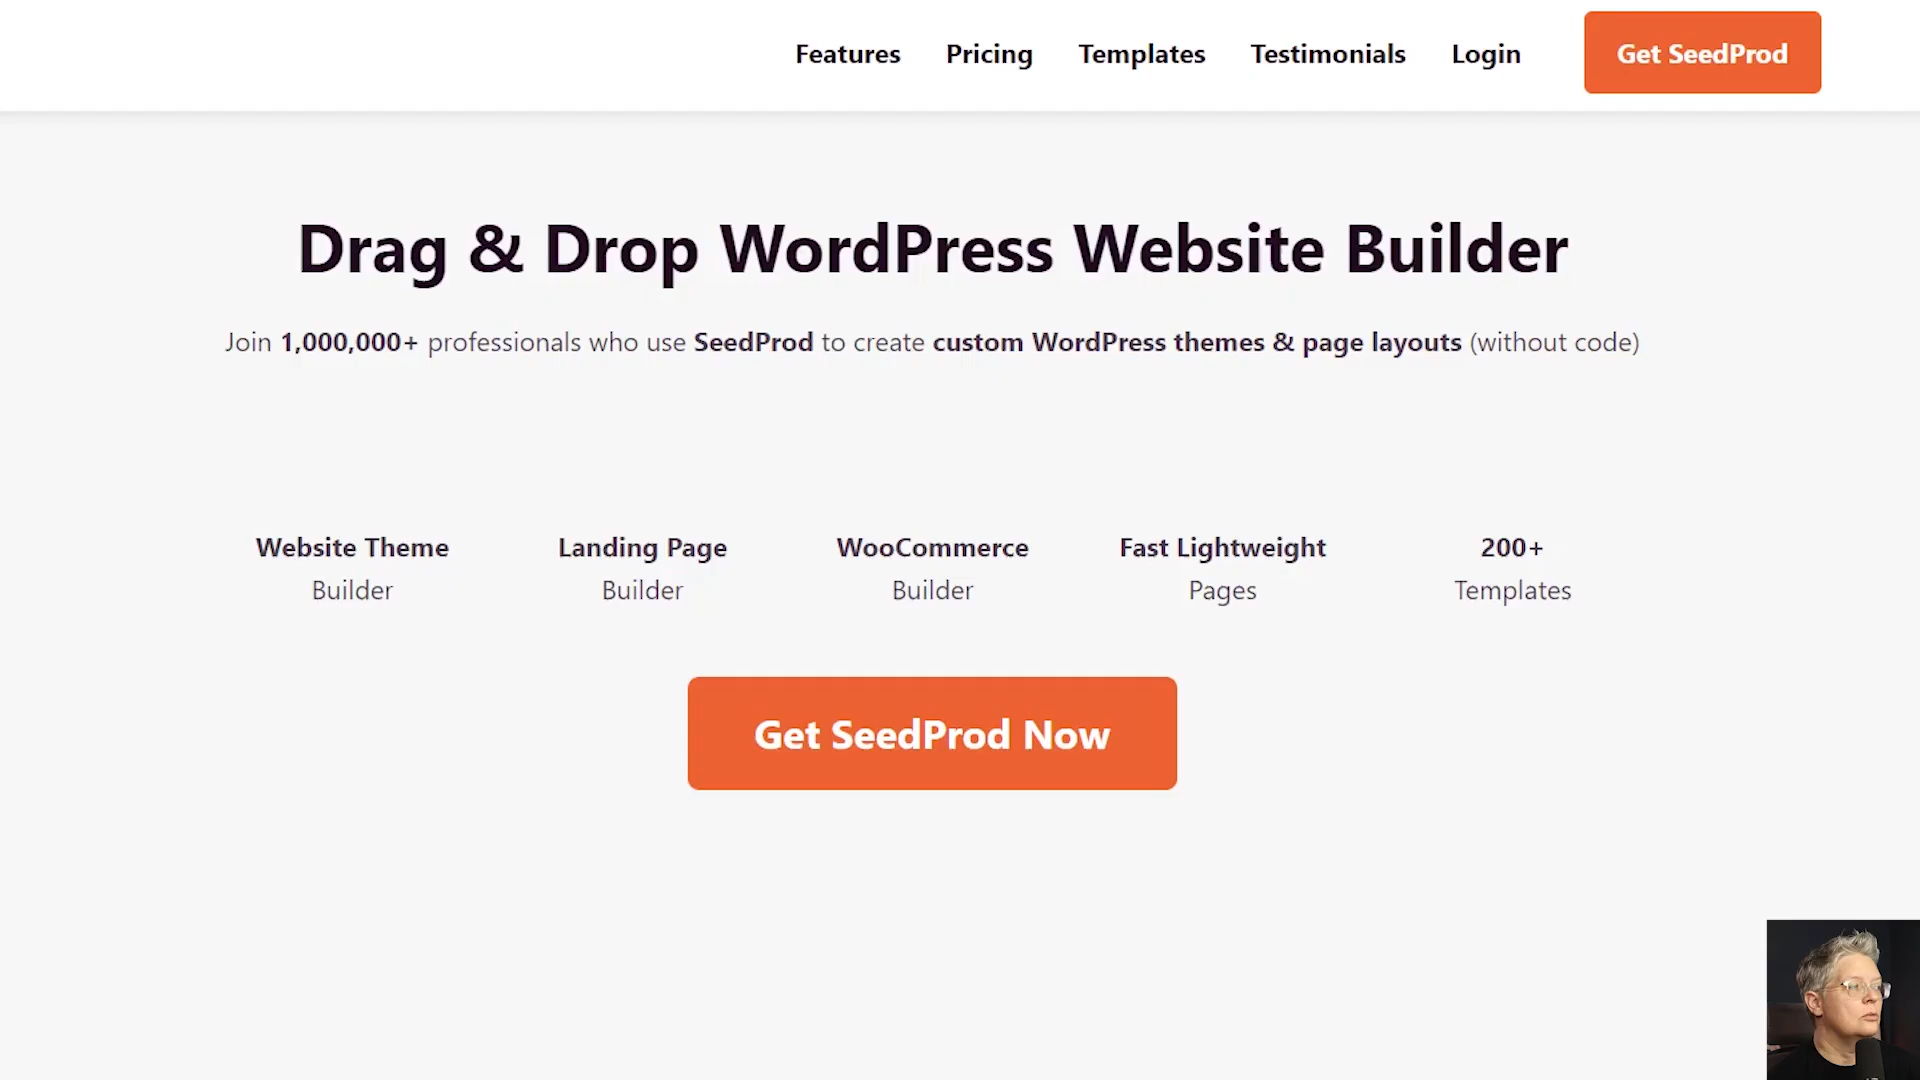 Features Pricing Templates Testimonials Login Get SeedProd
Drag & Drop WordPress Website Builder
Join 1,000,000+ professionals who use SeedProd to create custom WordPress themes & page layouts (without code)
Website Theme
Builder
Landing Page
Builder
WooCommerce
Builder
Fast Lightweight
Pages
200+
Templates
Get SeedProd Now